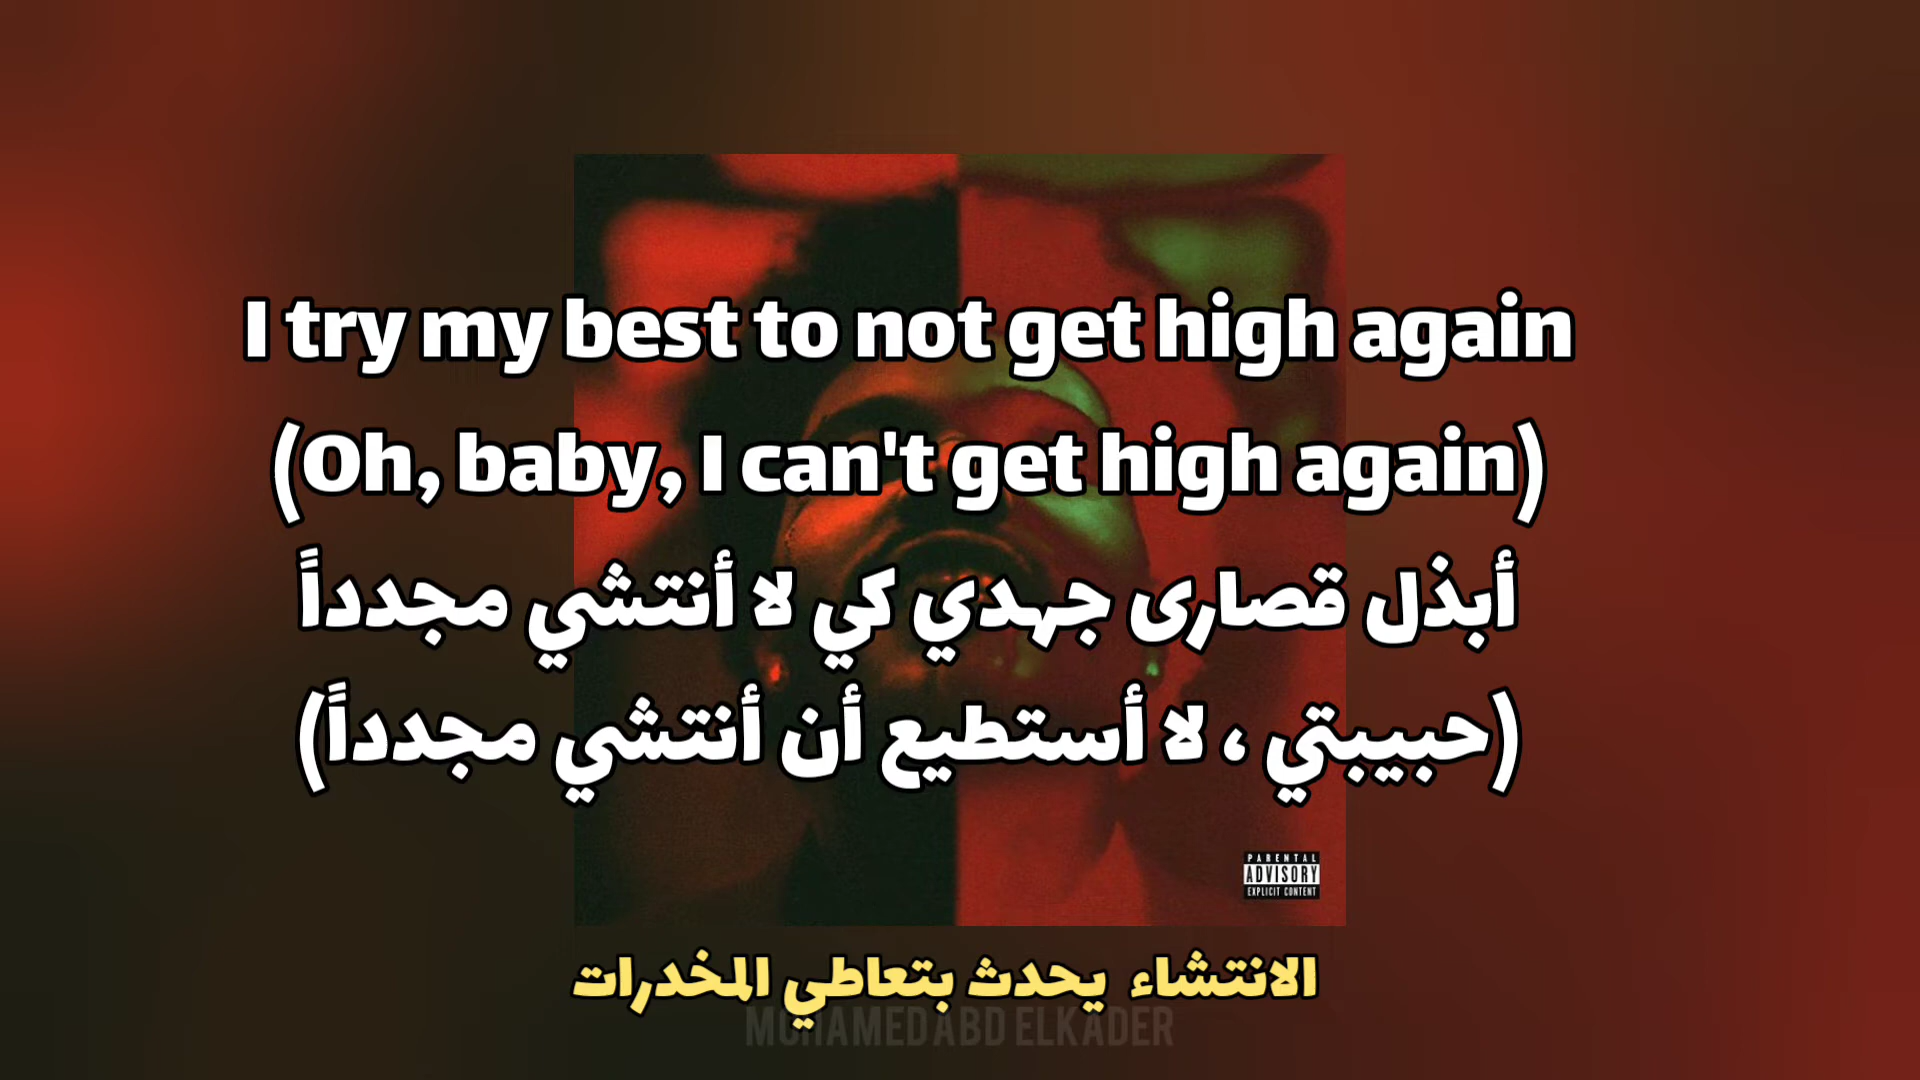 I try my best to not get high again
(Oh, baby, I can't get high again)
أبذل قصارى جهدي كي لا أنتشي مجدداً
(حبيبتي ، لا أستطيع أن أنتشي مجدداً)
PARENTAL
ADVISORY
EXPLICIT CONTENT
الانتشاء يحدث بتعاطي المخدرات
MOHAMED ABD ELKADER